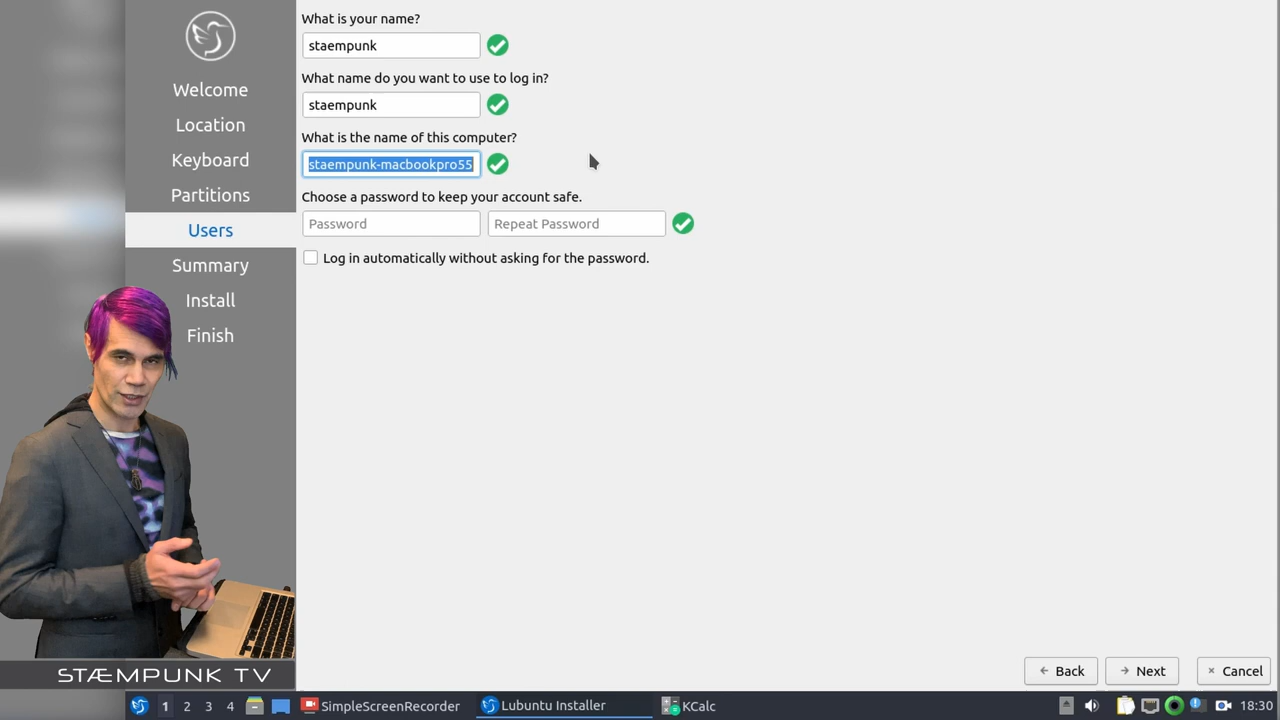 What is your name?
staempunk
What name do you want to use to log in?
staempunk
What is the name of this computer?
staempunk-macbookpro55
Choose a password to keep your account safe.
Password
Repeat Password
Log in automatically without asking for the password.
Welcome
Location
Keyboard
Partitions
Users
Summary
Install
Finish
STÆMPUNK TV
Back
Next
Cancel
1 2 3 4 SimpleScreenRecorder Lubuntu Installer KCalc 18:30